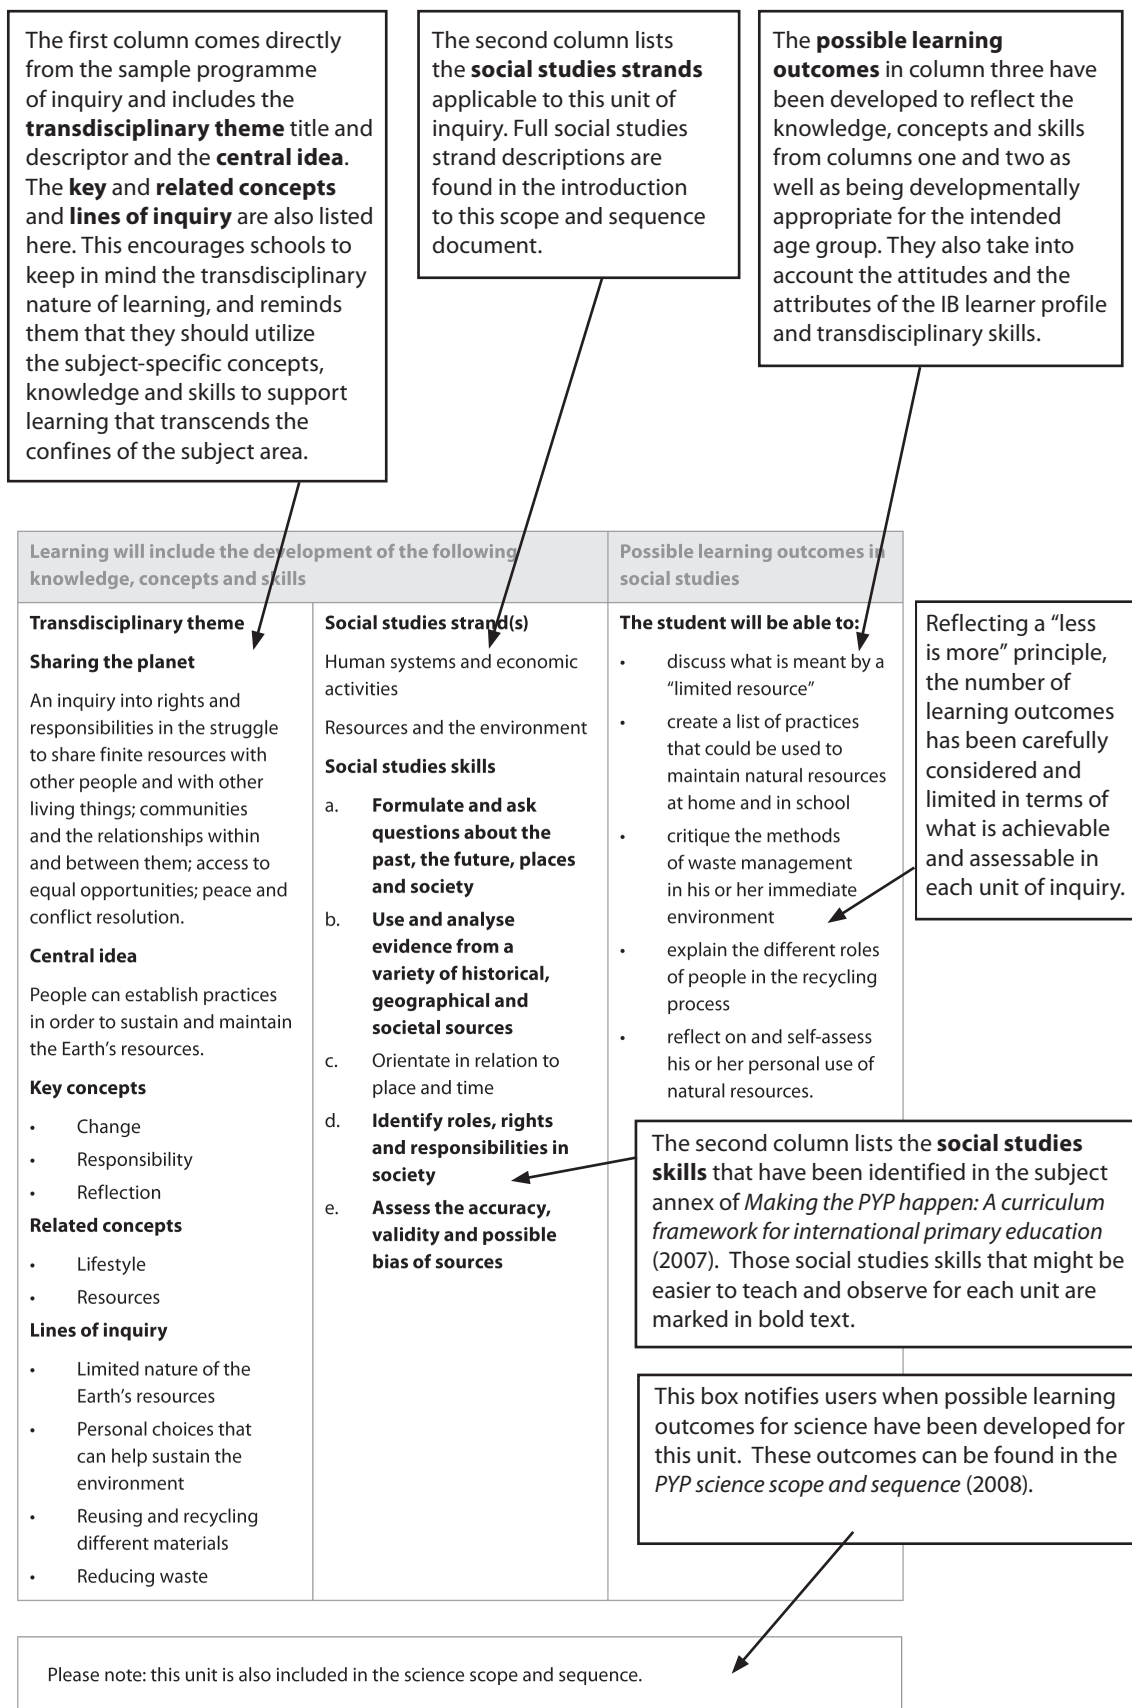 The first column comes directly
from the sample programme
of inquiry and includes the
transdisciplinary theme title and
descriptor and the central idea.
The key and related concepts
and lines of inquiry are also listed
here. This encourages schools to
keep in mind the transdisciplinary
nature of learning, and reminds
them that they should utilize
the subject-specific concepts,
knowledge and skills to support
learning that transcends the
confines of the subject area.
The second column lists
the social studies strands
applicable to this unit of
inquiry. Full social studies
strand descriptions are
found in the introduction
to this scope and sequence
document.
The possible learning
outcomes in column three have
been developed to reflect the
knowledge, concepts and skills
from columns one and two as
well as being developmentally
appropriate for the intended
age group. They also take into
account the attitudes and the
attributes of the IB learner profile
and transdisciplinary skills.
Learning will include the development of the following
knowledge, concepts and skills
Possible learning outcomes in
social studies
Transdisciplinary theme
Sharing the planet
An inquiry into rights and
responsibilities in the struggle
to share finite resources with
other people and with other
living things; communities
and the relationships within
and between them; access to
equal opportunities; peace and
conflict resolution.
Central idea
People can establish practices
in order to sustain and maintain
the Earth's resources.
Key concepts
• Change
• Responsibility
• Reflection
Related concepts
• Lifestyle
• Resources
Lines of inquiry
• Limited nature of the
Earth's resources
• Personal choices that
can help sustain the
environment
• Reusing and recycling
different materials
• Reducing waste
Social studies strand(s)
Human systems and economic
activities
Resources and the environment
Social studies skills
a. Formulate and ask
questions about the
past, the future, places
and society
b. Use and analyse
evidence from a
variety of historical,
geographical and
societal sources
c. Orientate in relation to
place and time
d. Identify roles, rights
and responsibilities in
society
e. Assess the accuracy,
validity and possible
bias of sources
The student will be able to:
• discuss what is meant by a
“limited resource”
• create a list of practices
that could be used to
maintain natural resources
at home and in school
• critique the methods
of waste management
in his or her immediate
environment
• explain the different roles
of people in the recycling
process
• reflect on and self-assess
his or her personal use of
natural resources.
Reflecting a “less
is more” principle,
the number of
learning outcomes
has been carefully
considered and
limited in terms of
what is achievable
and assessable in
each unit of inquiry.
The second column lists the social studies
skills that have been identified in the subject
annex of Making the PYP happen: A curriculum
framework for international primary education
(2007). Those social studies skills that might be
easier to teach and observe for each unit are
marked in bold text.
This box notifies users when possible learning
outcomes for science have been developed for
this unit. These outcomes can be found in the
PYP science scope and sequence (2008).
Please note: this unit is also included in the science scope and sequence.